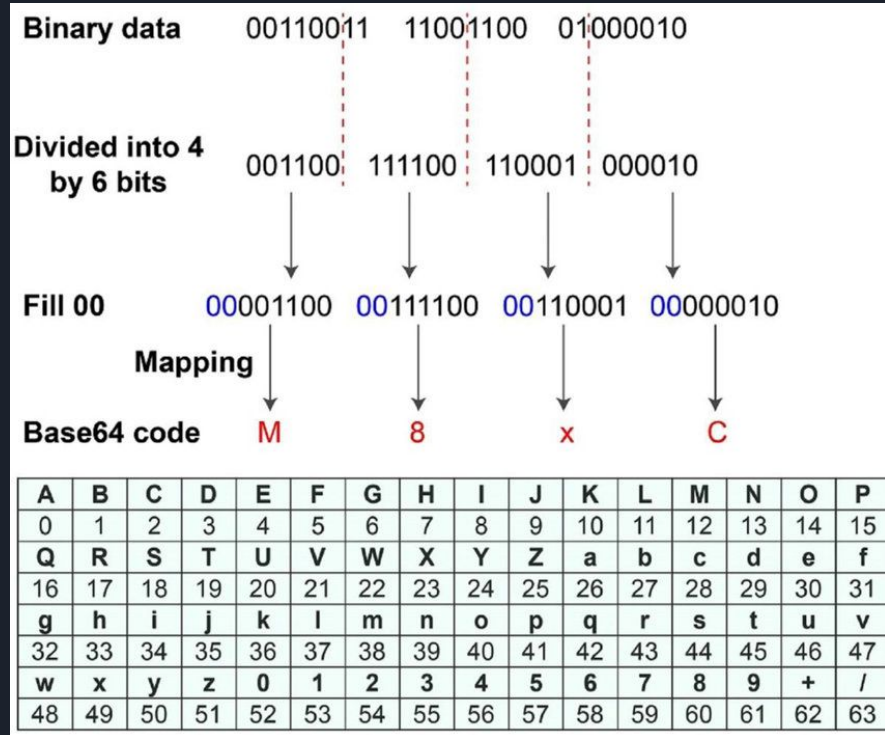 Binary data 00110011 11001100 01000010
Divided into 4
by 6 bits 001100 111100 110001 000010
Fill 00 00001100 00111100 00110001 00000010
Mapping
Base64 code M 8 x C
A B C D E F G H I J K L M N O P
0 1 2 3 4 5 6 7 8 9 10 11 12 13 14 15
Q R S T U V W X Y Z a b c d e f
16 17 18 19 20 21 22 23 24 25 26 27 28 29 30 31
g h i j k l m n o p q r s t u v
32 33 34 35 36 37 38 39 40 41 42 43 44 45 46 47
w x y z 0 1 2 3 4 5 6 7 8 9 + /
48 49 50 51 52 53 54 55 56 57 58 59 60 61 62 63